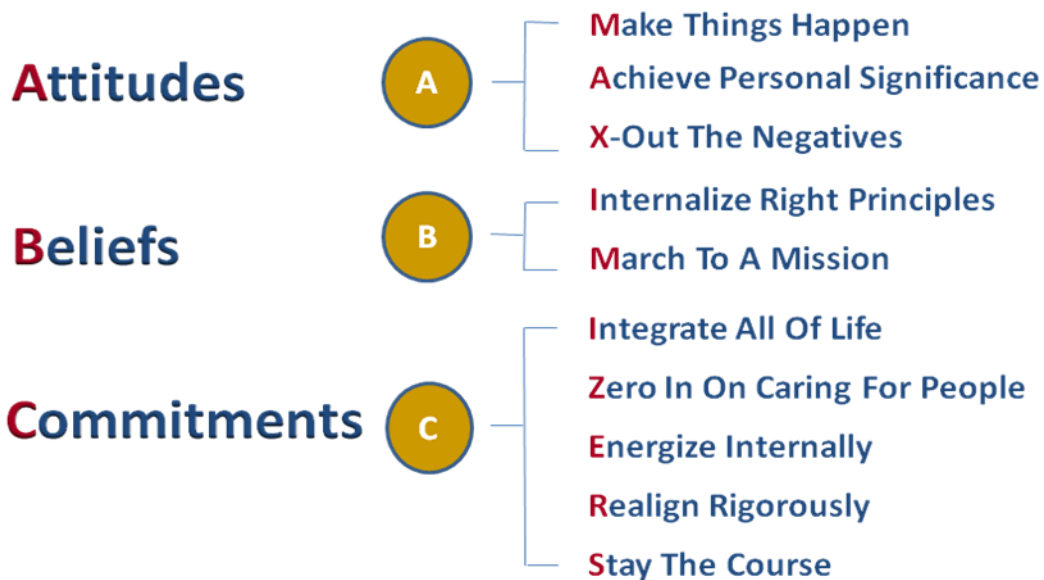 Attitudes
A
Make Things Happen
Achieve Personal Significance
X-Out The Negatives
Beliefs
B
Internalize Right Principles
March To A Mission
Commitments
C
Integrate All Of Life
Zero In On Caring For People
Energize Internally
Realign Rigorously
Stay The Course